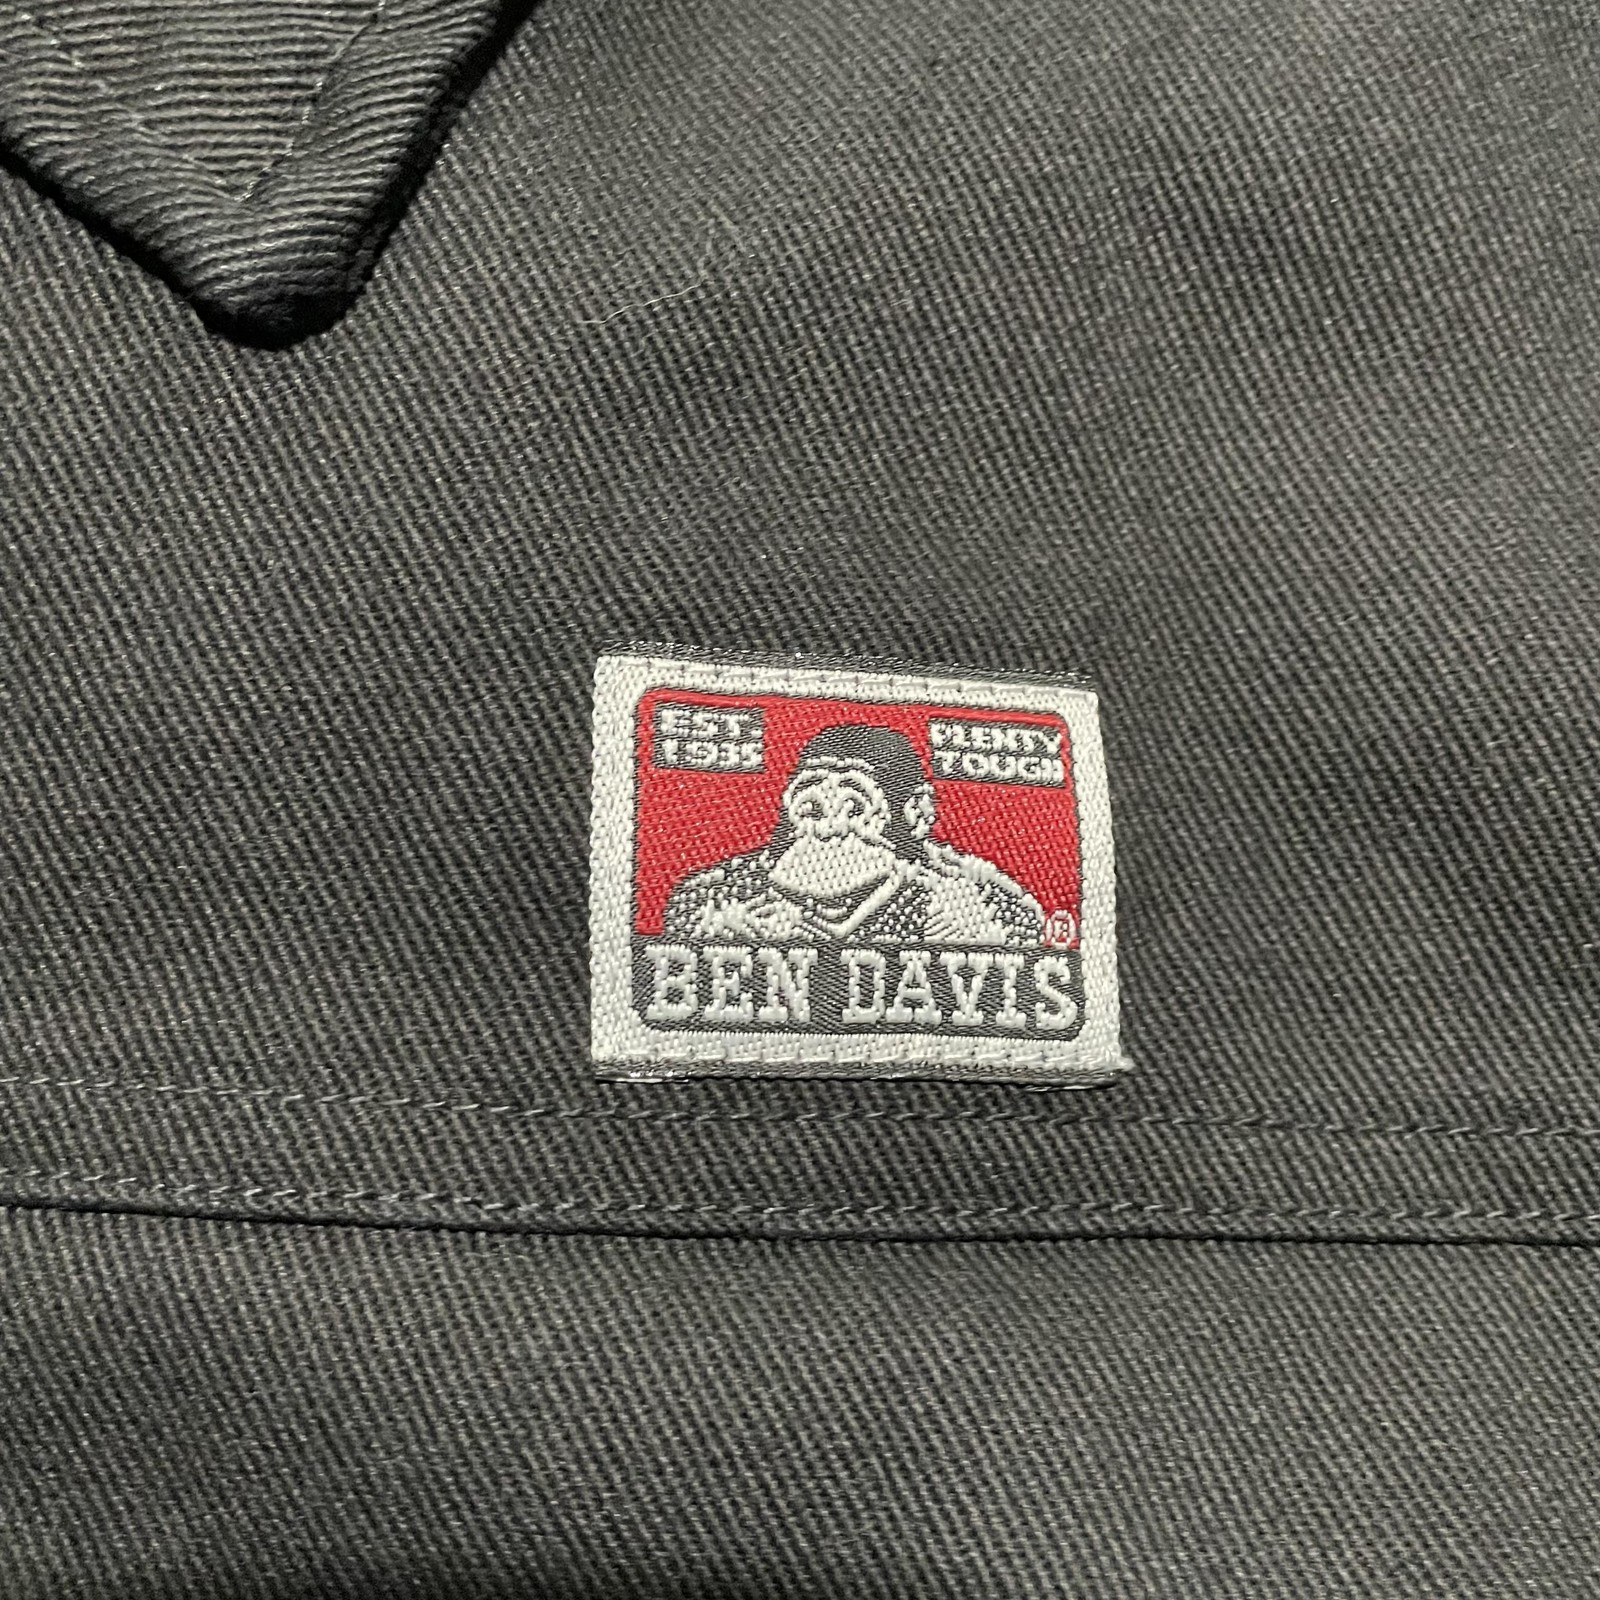 EST.
1935
PLENTY
TOUGH
®
BEN DAVIS